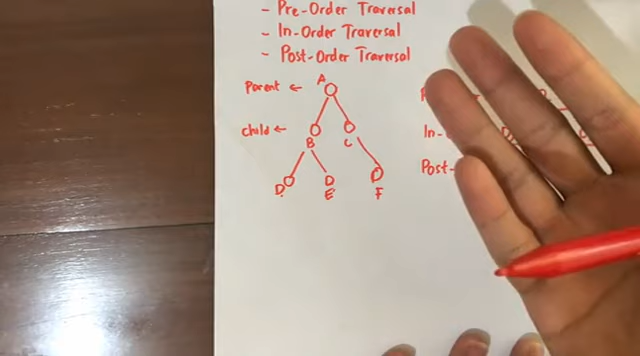 - Pre-Order Traversal
- In-Order Traversal
- Post-Order Traversal
Parent ← A
child ← B C
D E F
In-
Post-